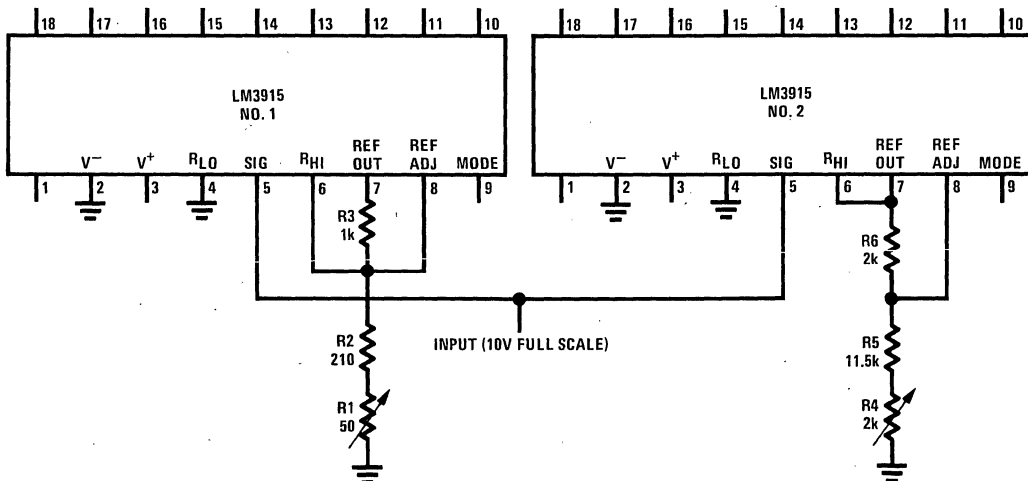 18 17 16 15 14 13 12 11 10
18 17 16 15 14 13 12 11 10
LM3915
NO. 1
LM3915
NO. 2
V− V+ RLO SIG RHI REF OUT REF ADJ MODE
V− V+ RLO SIG RHI REF OUT REF ADJ MODE
1 2 3 4 5 6 7 8 9
1 2 3 4 5 6 7 8 9
R3
1k
R6
2k
R2
210
INPUT (10V FULL SCALE)
R5
11.5k
R1
50
R4
2k